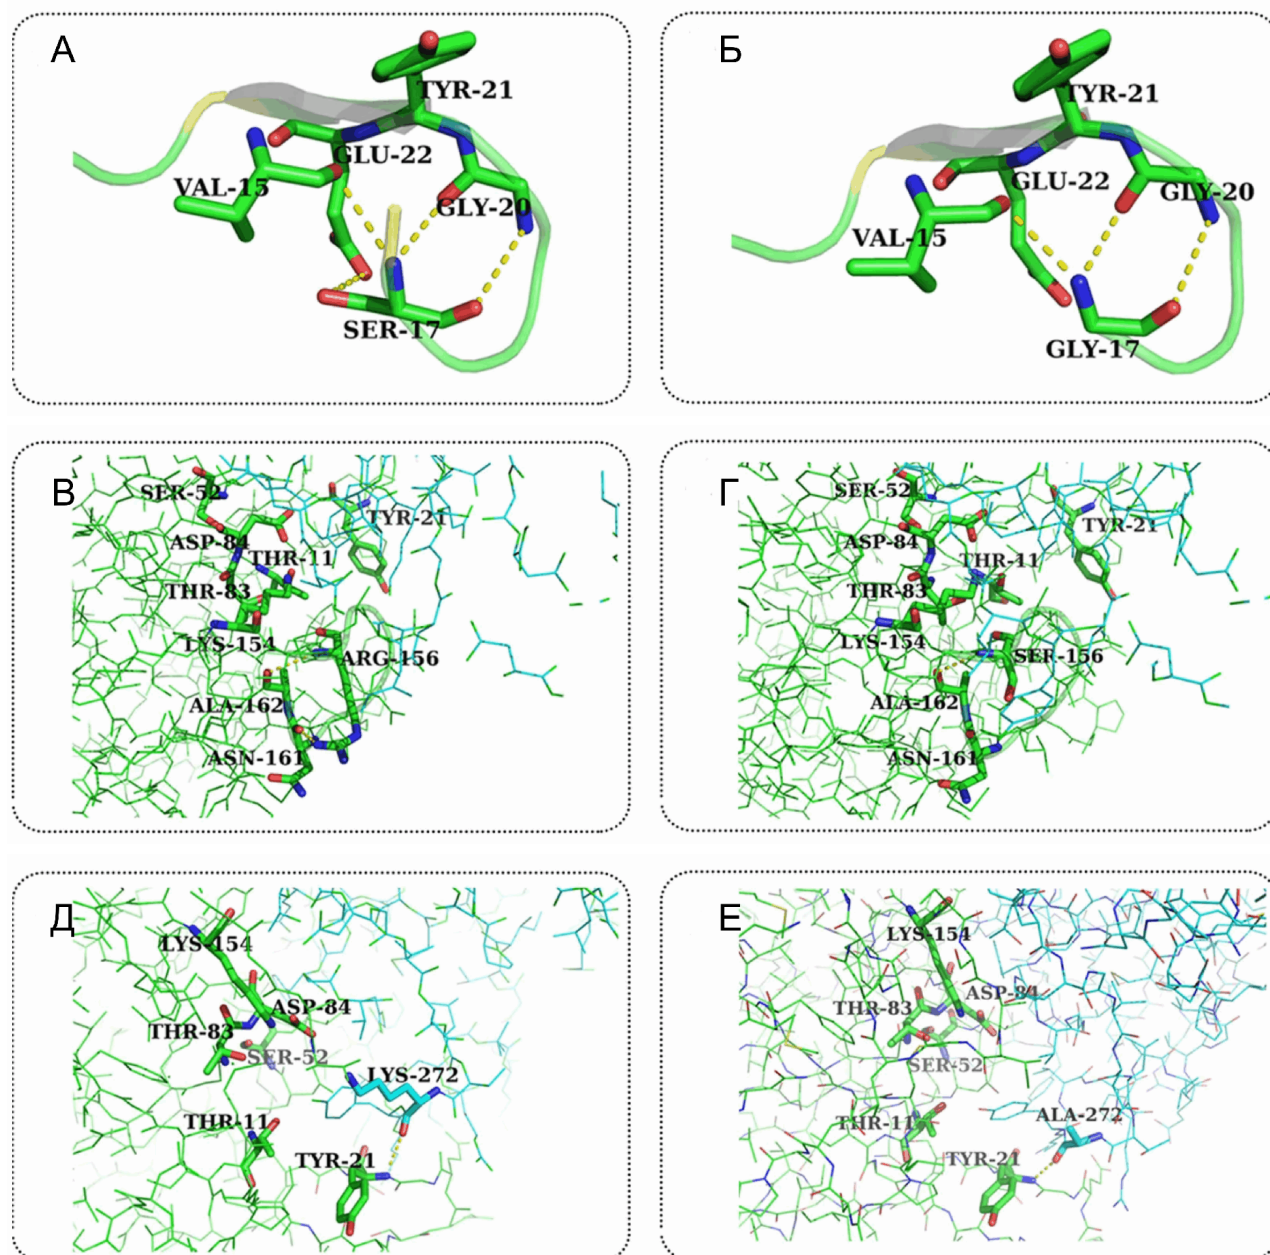 А
TYR-21
GLU-22
VAL-15
GLY-20
SER-17
Б
TYR-21
GLU-22
GLY-20
VAL-15
GLY-17
В
SER-52
TYR-21
ASP-84
THR-11
THR-83
LYS-154
ARG-156
ALA-162
ASN-161
Г
SER-52
TYR-21
ASP-84
THR-11
THR-83
LYS-154
SER-156
ALA-162
ASN-161
Д
LYS-154
ASP-84
THR-83
SER-52
LYS-272
THR-11
TYR-21
Е
LYS-154
ASP-84
THR-83
SER-52
ALA-272
THR-11
TYR-21